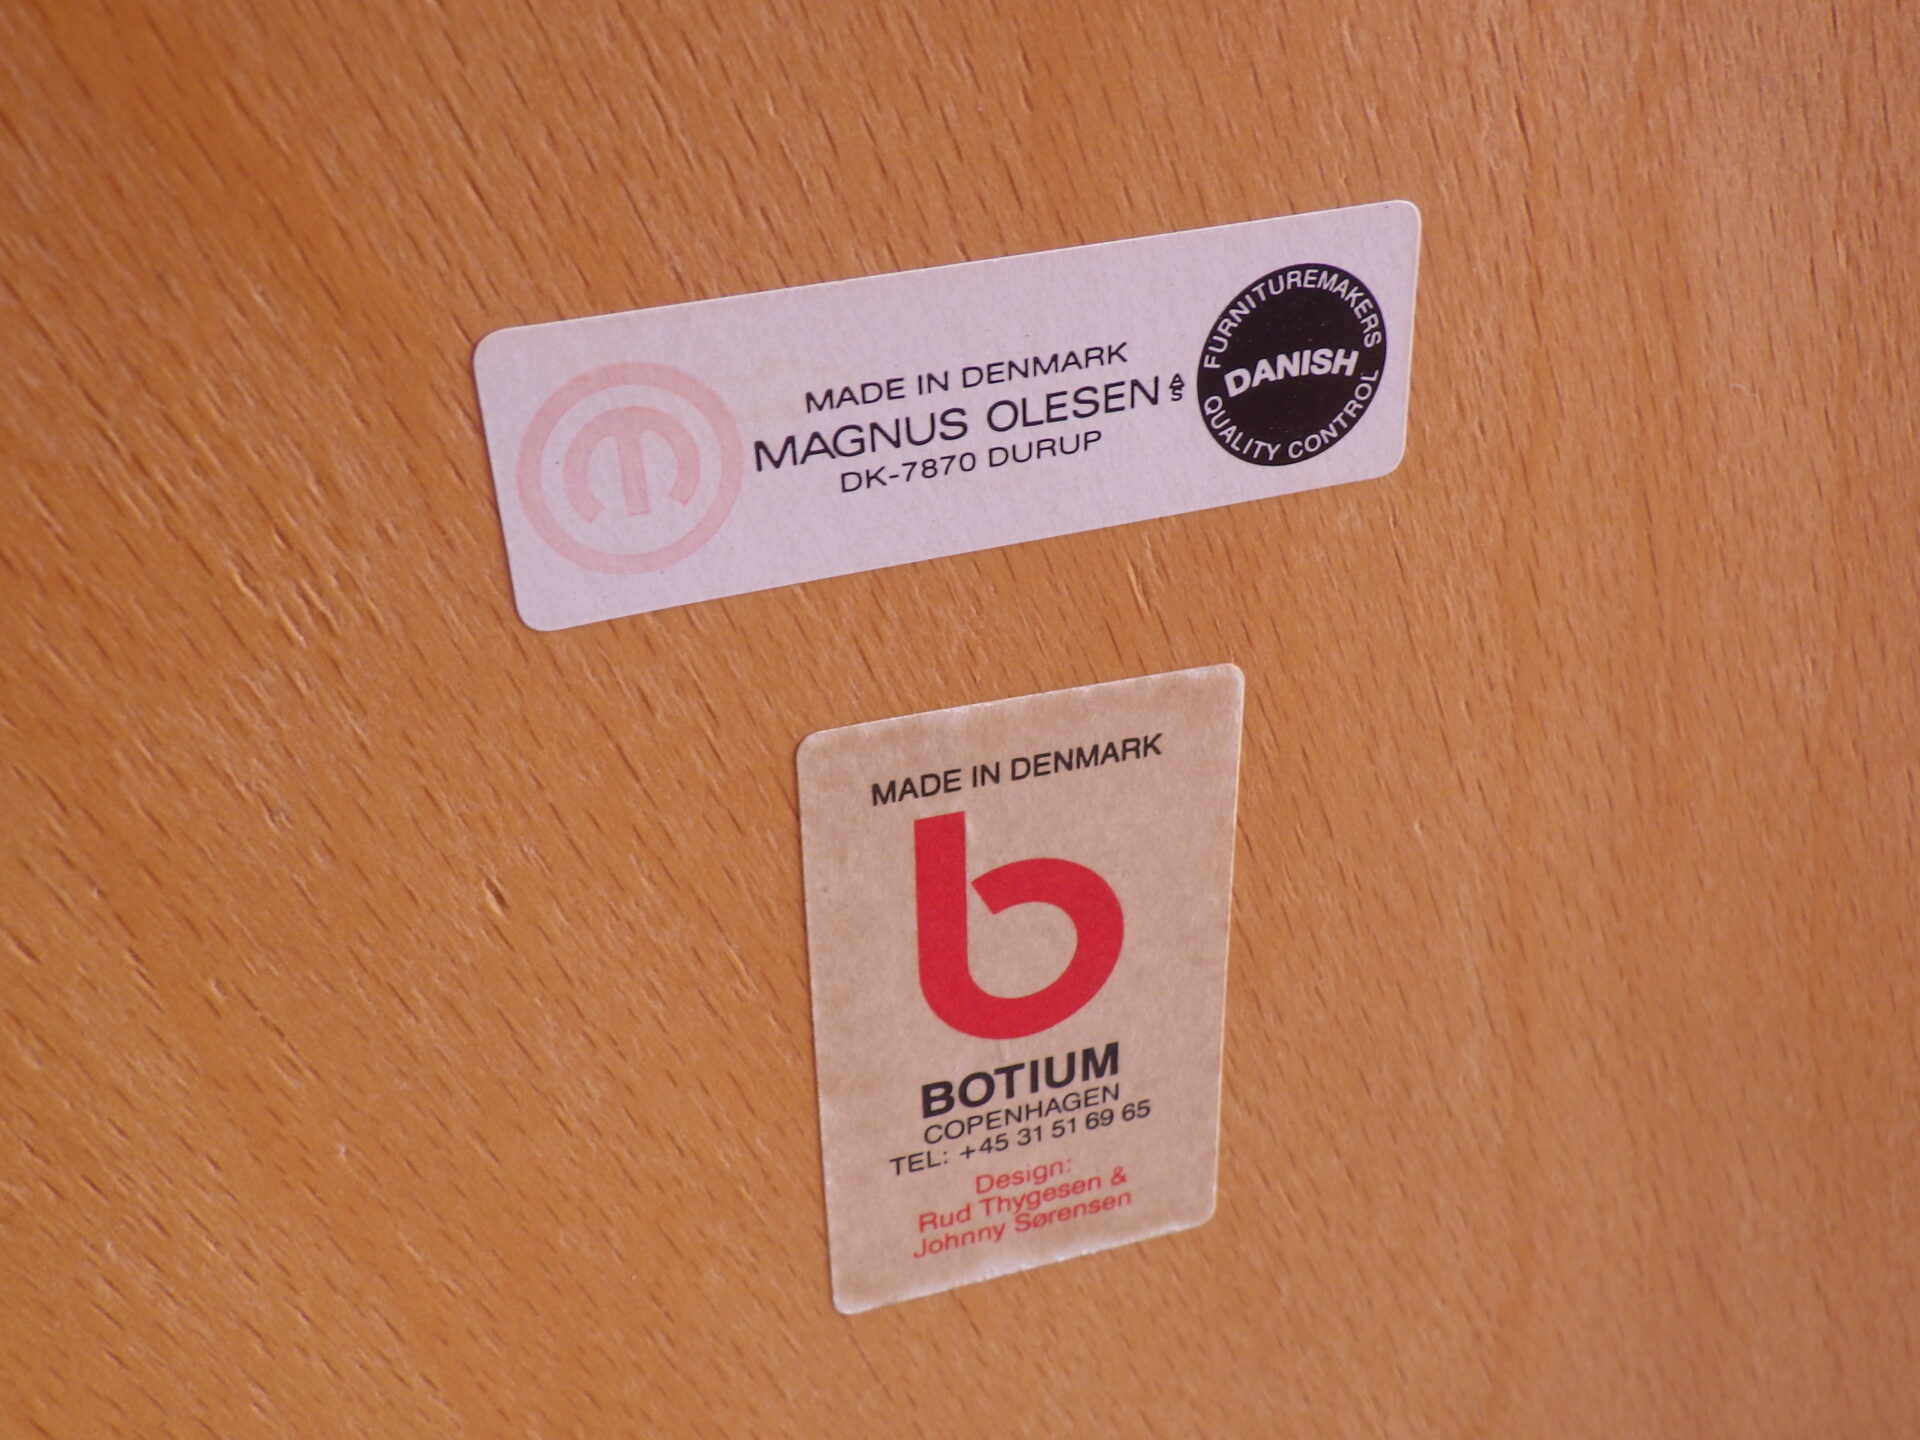 MADE IN DENMARK
MAGNUS OLESEN A/S
DK-7870 DURUP
FURNITUREMAKERS
DANISH
QUALITY CONTROL
MADE IN DENMARK
b
BOTIUM
COPENHAGEN
TEL: +45 31 51 69 65
Design:
Rud Thygesen &
Johnny Sørensen